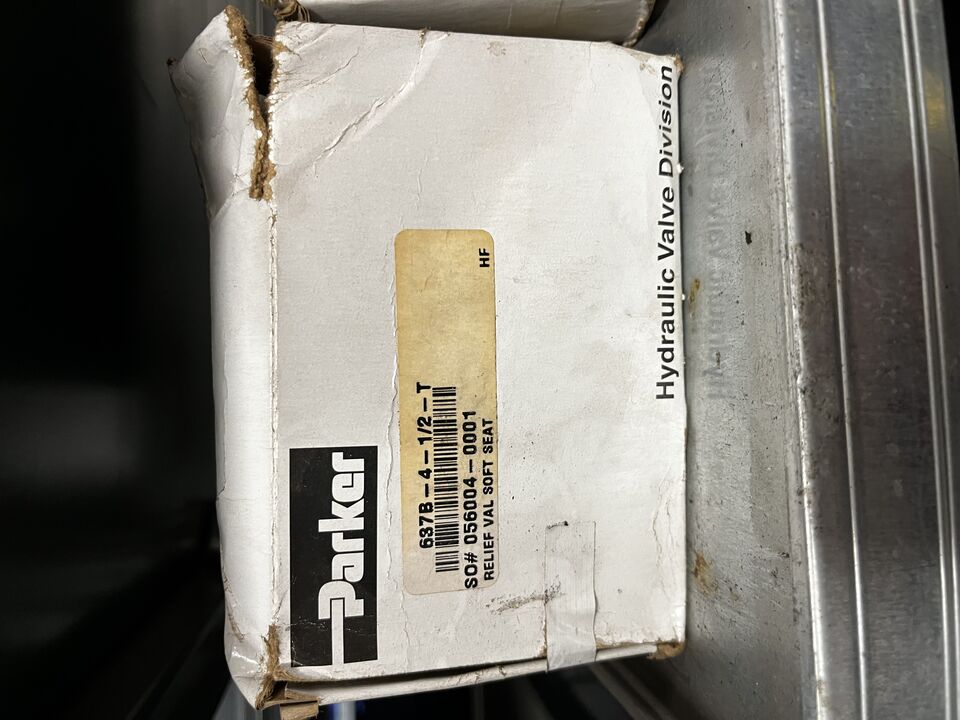 Parker
637B-4-1/2-T
SO# 056004-0001
RELIEF VAL SOFT SEAT
HF
Hydraulic Valve Division